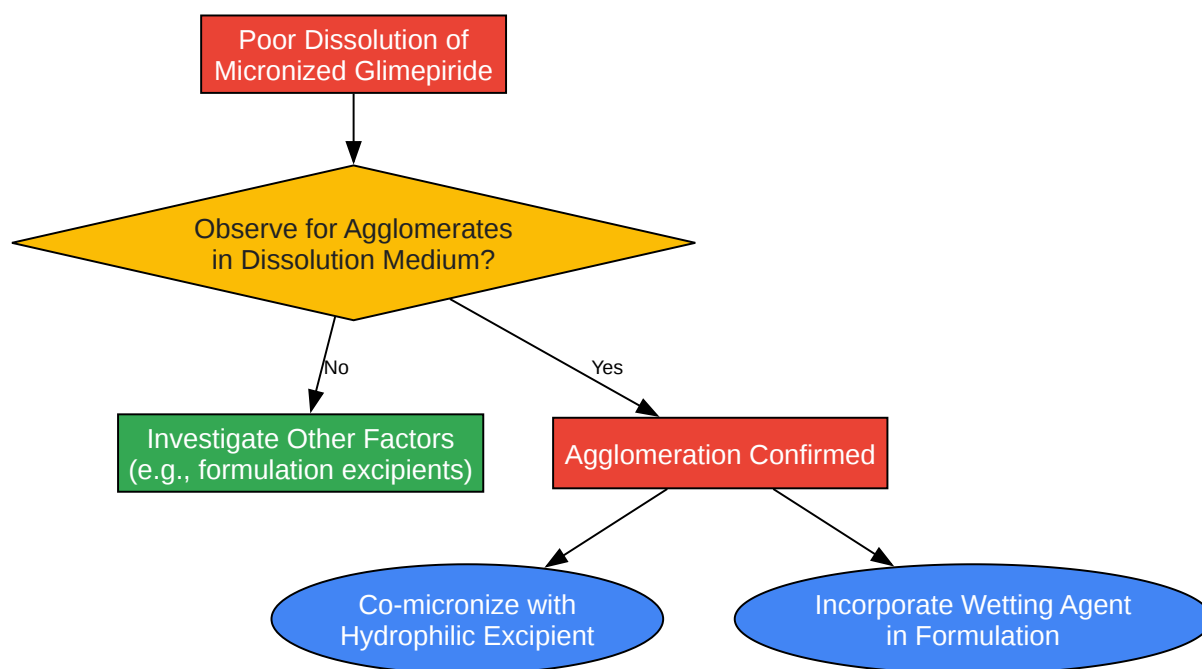 Poor Dissolution of
Micronized Glimepiride
Observe for Agglomerates
in Dissolution Medium?
No
Yes
Investigate Other Factors
(e.g., formulation excipients)
Agglomeration Confirmed
Co-micronize with
Hydrophilic Excipient
Incorporate Wetting Agent
in Formulation